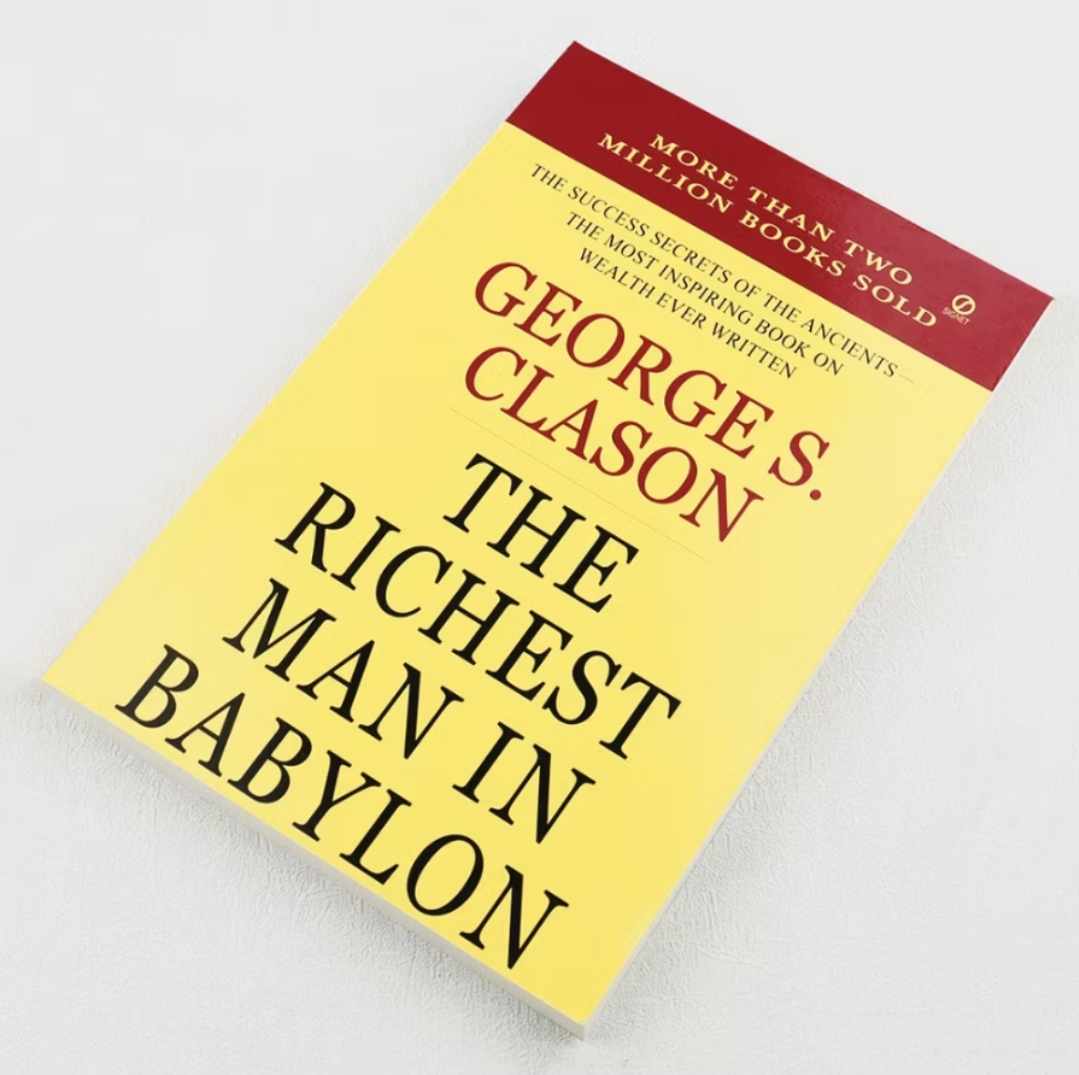 MORE THAN TWO
MILLION BOOKS SOLD
SIGNET
THE SUCCESS SECRETS OF THE ANCIENTS—
THE MOST INSPIRING BOOK ON
WEALTH EVER WRITTEN
GEORGE S.
CLASON
THE
RICHEST
MAN IN
BABYLON